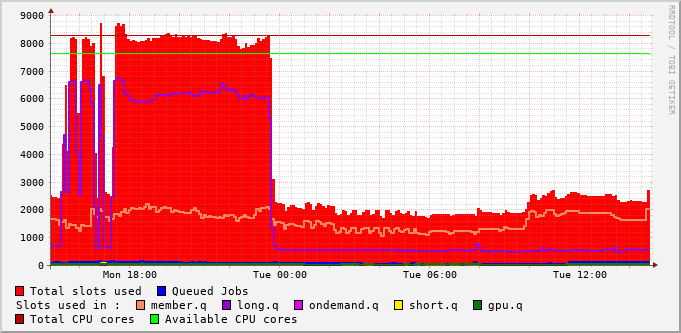 9000
8000
7000
6000
5000
4000
3000
2000
1000
0
Mon 18:00 Tue 00:00 Tue 06:00 Tue 12:00
RRDTOOL / TOBI OETIKER
Total slots used Queued Jobs
Slots used in : member.q long.q ondemand.q short.q gpu.q
Total CPU cores Available CPU cores